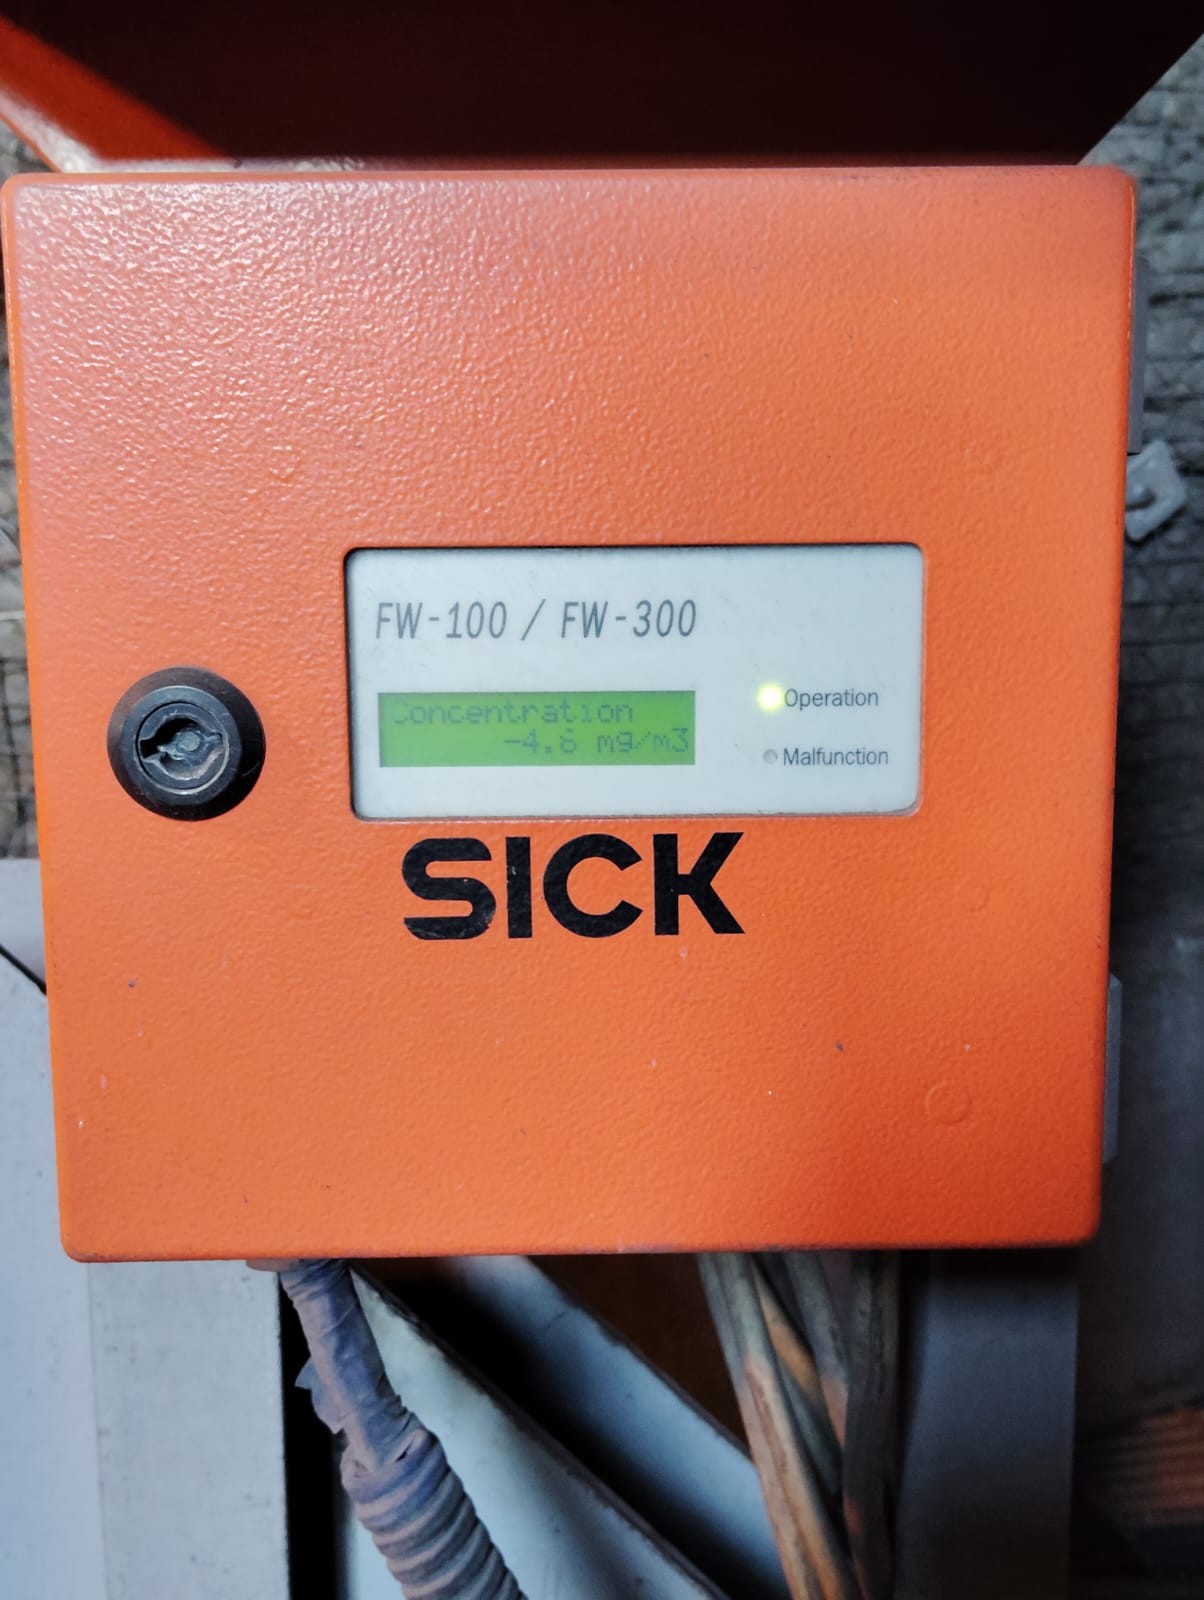 FW-100 / FW-300
Concentration
-4.6 mg/m3
Operation
Malfunction
SICK